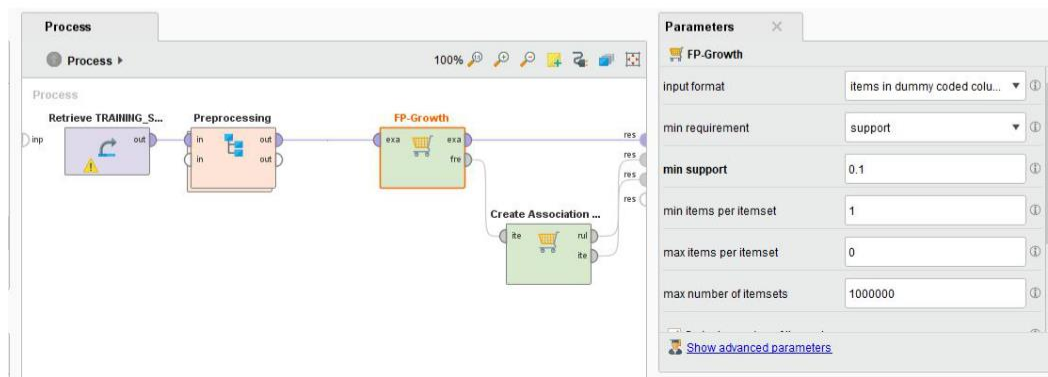 Process
Process
100%
Process
inp
Retrieve TRAINING_S...
out
Preprocessing
in
out
in
out
FP-Growth
exa
exa
fre
Create Association ...
ite
rul
ite
res
res
res
res
Parameters
FP-Growth
input format
items in dummy coded colu...
min requirement
support
min support
0.1
min items per itemset
1
max items per itemset
0
max number of itemsets
1000000
Show advanced parameters